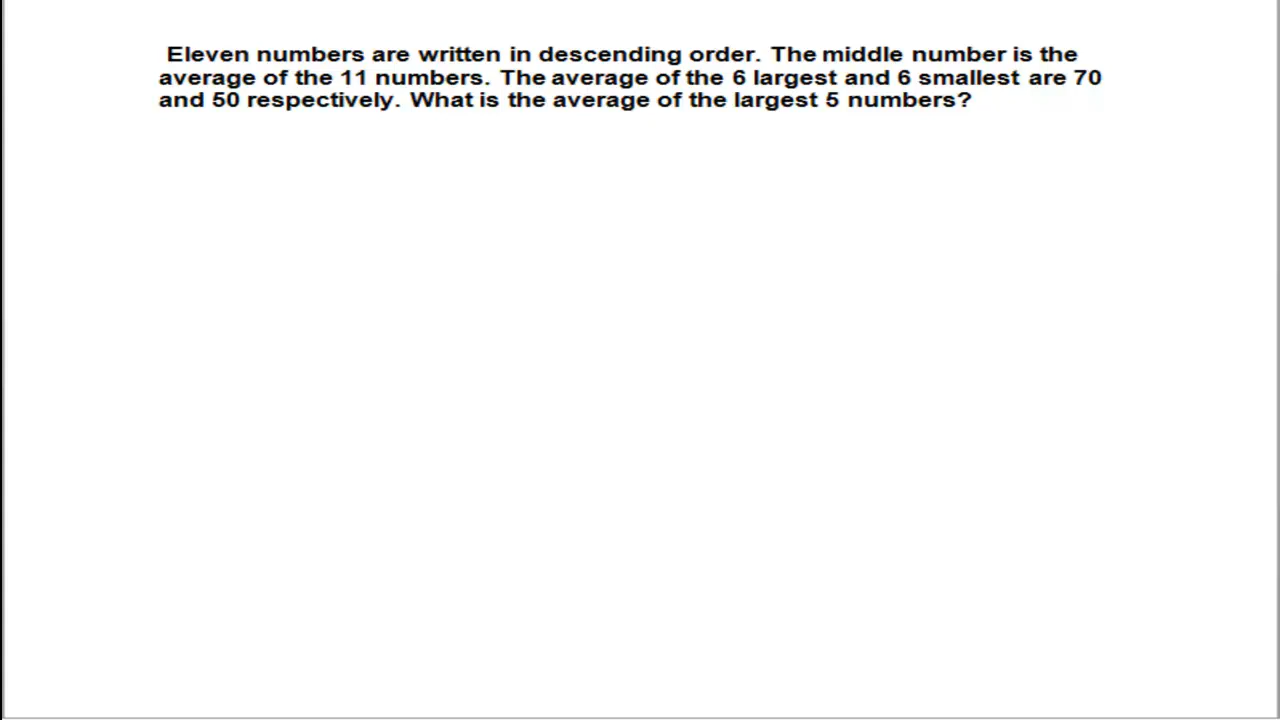 Eleven numbers are written in descending order. The middle number is the
average of the 11 numbers. The average of the 6 largest and 6 smallest are 70
and 50 respectively. What is the average of the largest 5 numbers?